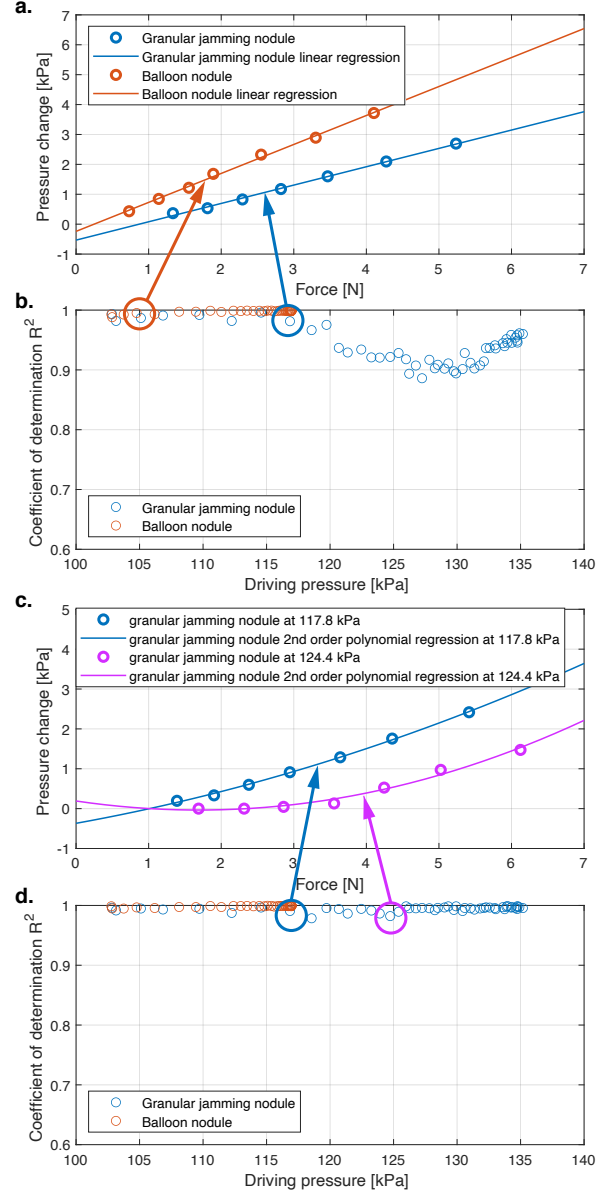 a.
7
6
5
4
3
2
1
0
-1
Pressure change [kPa]
Granular jamming nodule
Granular jamming nodule linear regression
Balloon nodule
Balloon nodule linear regression
0 1 2 3 4 5 6 7
Force [N]
b.
1
0.9
0.8
0.7
0.6
Coefficient of determination R²
Granular jamming nodule
Balloon nodule
100 105 110 115 120 125 130 135 140
Driving pressure [kPa]
c.
5
4
3
2
1
0
-1
Pressure change [kPa]
granular jamming nodule at 117.8 kPa
granular jamming nodule 2nd order polynomial regression at 117.8 kPa
granular jamming nodule at 124.4 kPa
granular jamming nodule 2nd order polynomial regression at 124.4 kPa
0 1 2 3 4 5 6 7
Force [N]
d.
1
0.9
0.8
0.7
0.6
Coefficient of determination R²
Granular jamming nodule
Balloon nodule
100 105 110 115 120 125 130 135 140
Driving pressure [kPa]